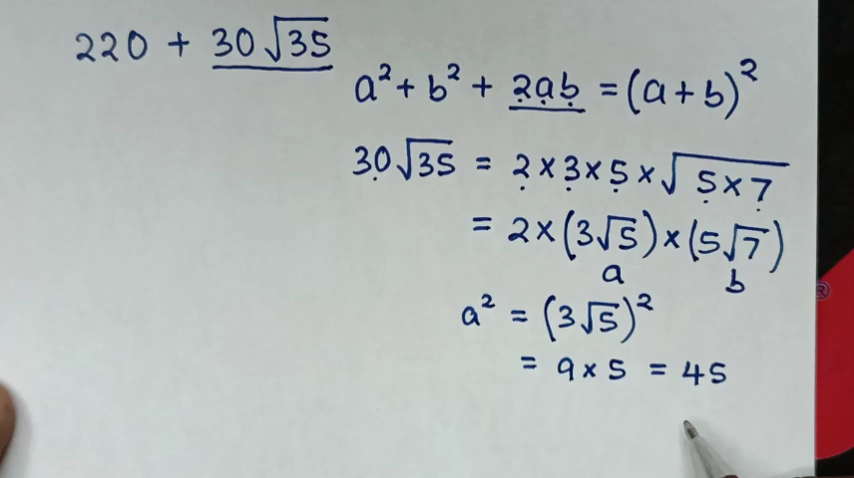 220 + 30√35
a² + b² + 2ab = (a + b)²
30√35 = 2 × 3 × 5 × √5 × 7
= 2 × (3√5) × (5√7)
a b
a² = (3√5)²
= 9 × 5 = 45
®